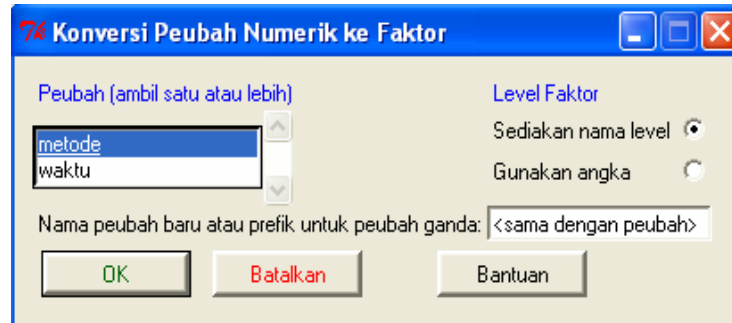 Konversi Peubah Numerik ke Faktor
Peubah (ambil satu atau lebih)
Level Faktor
metode
waktu
Sediakan nama level
Gunakan angka
Nama peubah baru atau prefik untuk peubah ganda: <sama dengan peubah>
OK Batalkan Bantuan